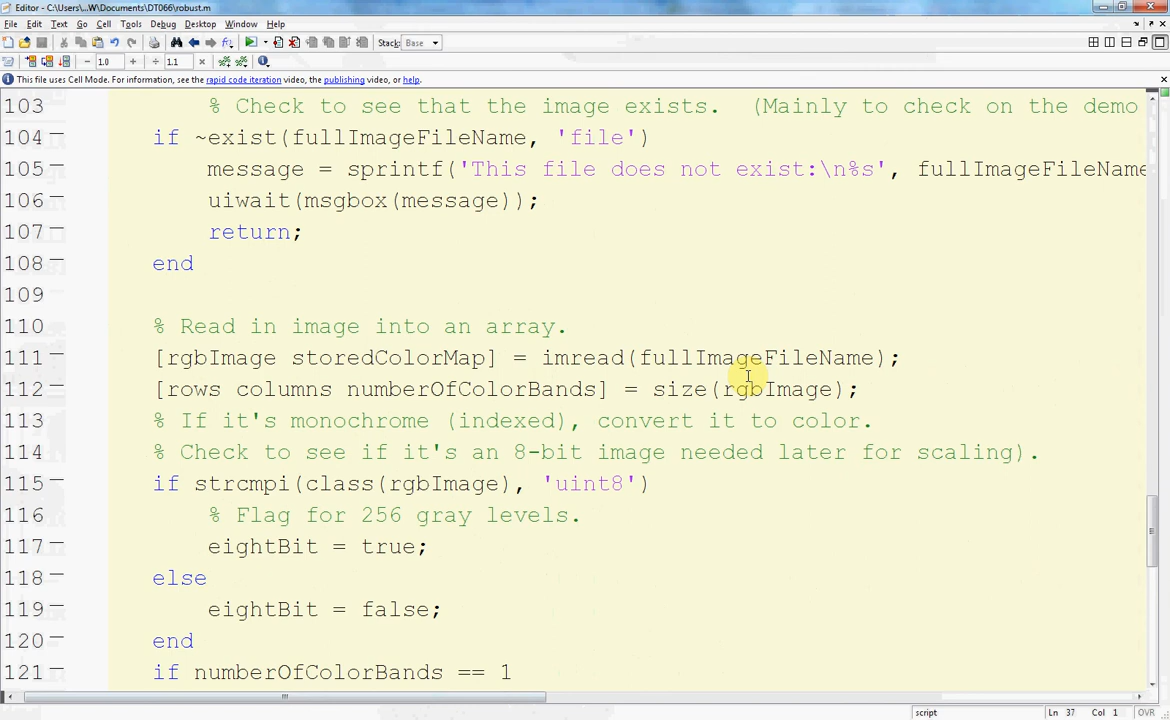 Editor - C:\Users\...W\Documents\DT066\robust.m
File Edit Text Go Cell Tools Debug Desktop Window Help
Stack: Base
1.0 1.1
This file uses Cell Mode. For information, see the rapid code iteration video, the publishing video, or help.
103 % Check to see that the image exists. (Mainly to check on the demo
104 if ~exist(fullImageFileName, 'file')
105 message = sprintf('This file does not exist:\n%s', fullImageFileName
106 uiwait(msgbox(message));
107 return;
108 end
109
110 % Read in image into an array.
111 [rgbImage storedColorMap] = imread(fullImageFileName);
112 [rows columns numberOfColorBands] = size(rgbImage);
113 % If it's monochrome (indexed), convert it to color.
114 % Check to see if it's an 8-bit image needed later for scaling).
115 if strcmpi(class(rgbImage), 'uint8')
116 % Flag for 256 gray levels.
117 eightBit = true;
118 else
119 eightBit = false;
120 end
121 if numberOfColorBands == 1
script Ln 37 Col 1 OVR